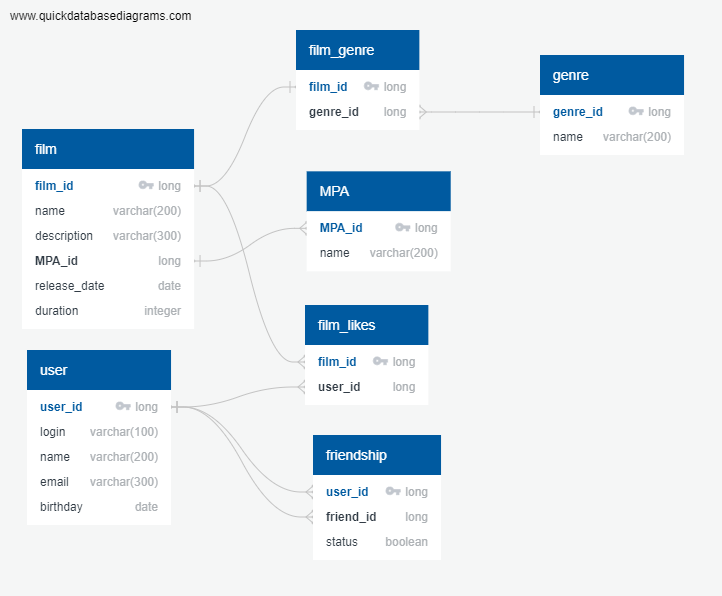 www.quickdatabasediagrams.com
film_genre
film_id long
genre_id long
genre
genre_id long
name varchar(200)
film
film_id long
name varchar(200)
description varchar(300)
MPA_id long
release_date date
duration integer
MPA
MPA_id long
name varchar(200)
film_likes
film_id long
user_id long
user
user_id long
login varchar(100)
name varchar(200)
email varchar(300)
birthday date
friendship
user_id long
friend_id long
status boolean